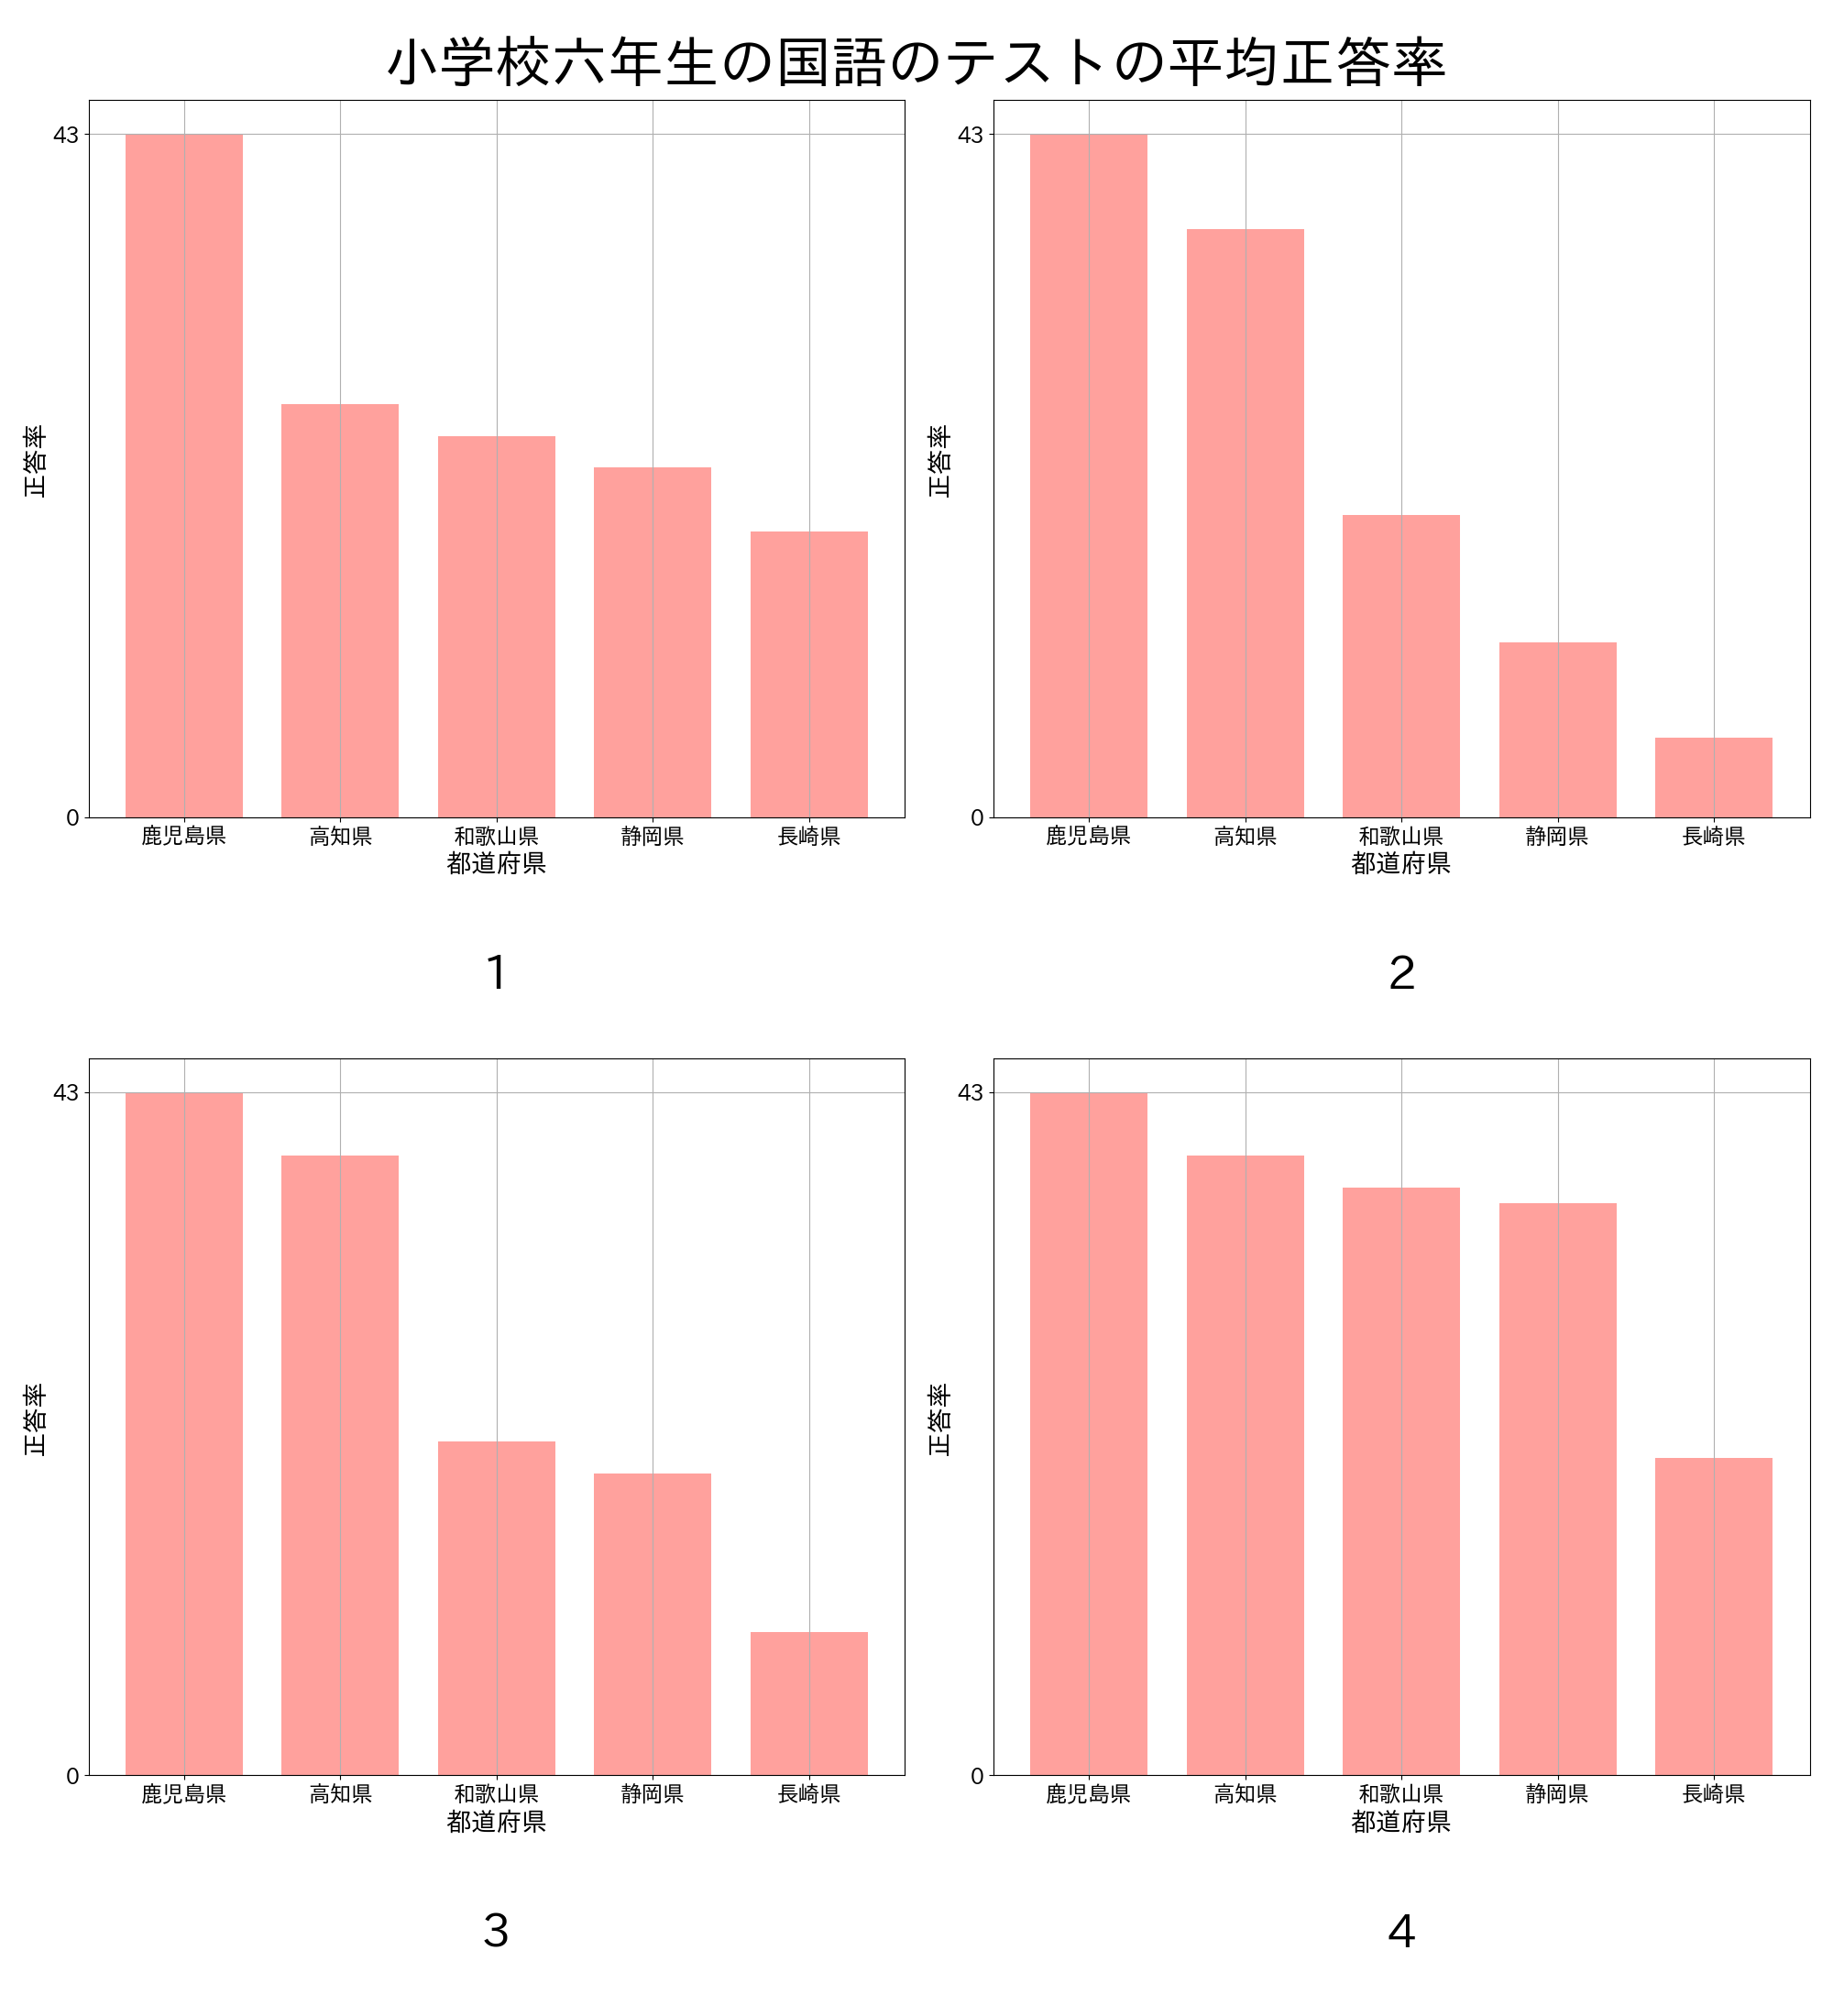 小学校六年生の国語のテストの平均正答率
43
正答率
0
鹿児島県 高知県 和歌山県 静岡県 長崎県
都道府県
1
43
正答率
0
鹿児島県 高知県 和歌山県 静岡県 長崎県
都道府県
2
43
正答率
0
鹿児島県 高知県 和歌山県 静岡県 長崎県
都道府県
3
43
正答率
0
鹿児島県 高知県 和歌山県 静岡県 長崎県
都道府県
4